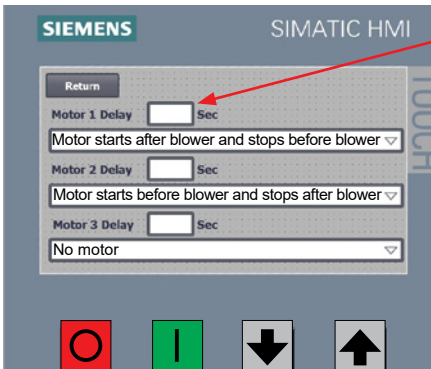 SIEMENS
SIMATIC HMI
TOUCH
Return
Motor 1 Delay Sec
Motor starts after blower and stops before blower
Motor 2 Delay Sec
Motor starts before blower and stops after blower
Motor 3 Delay Sec
No motor